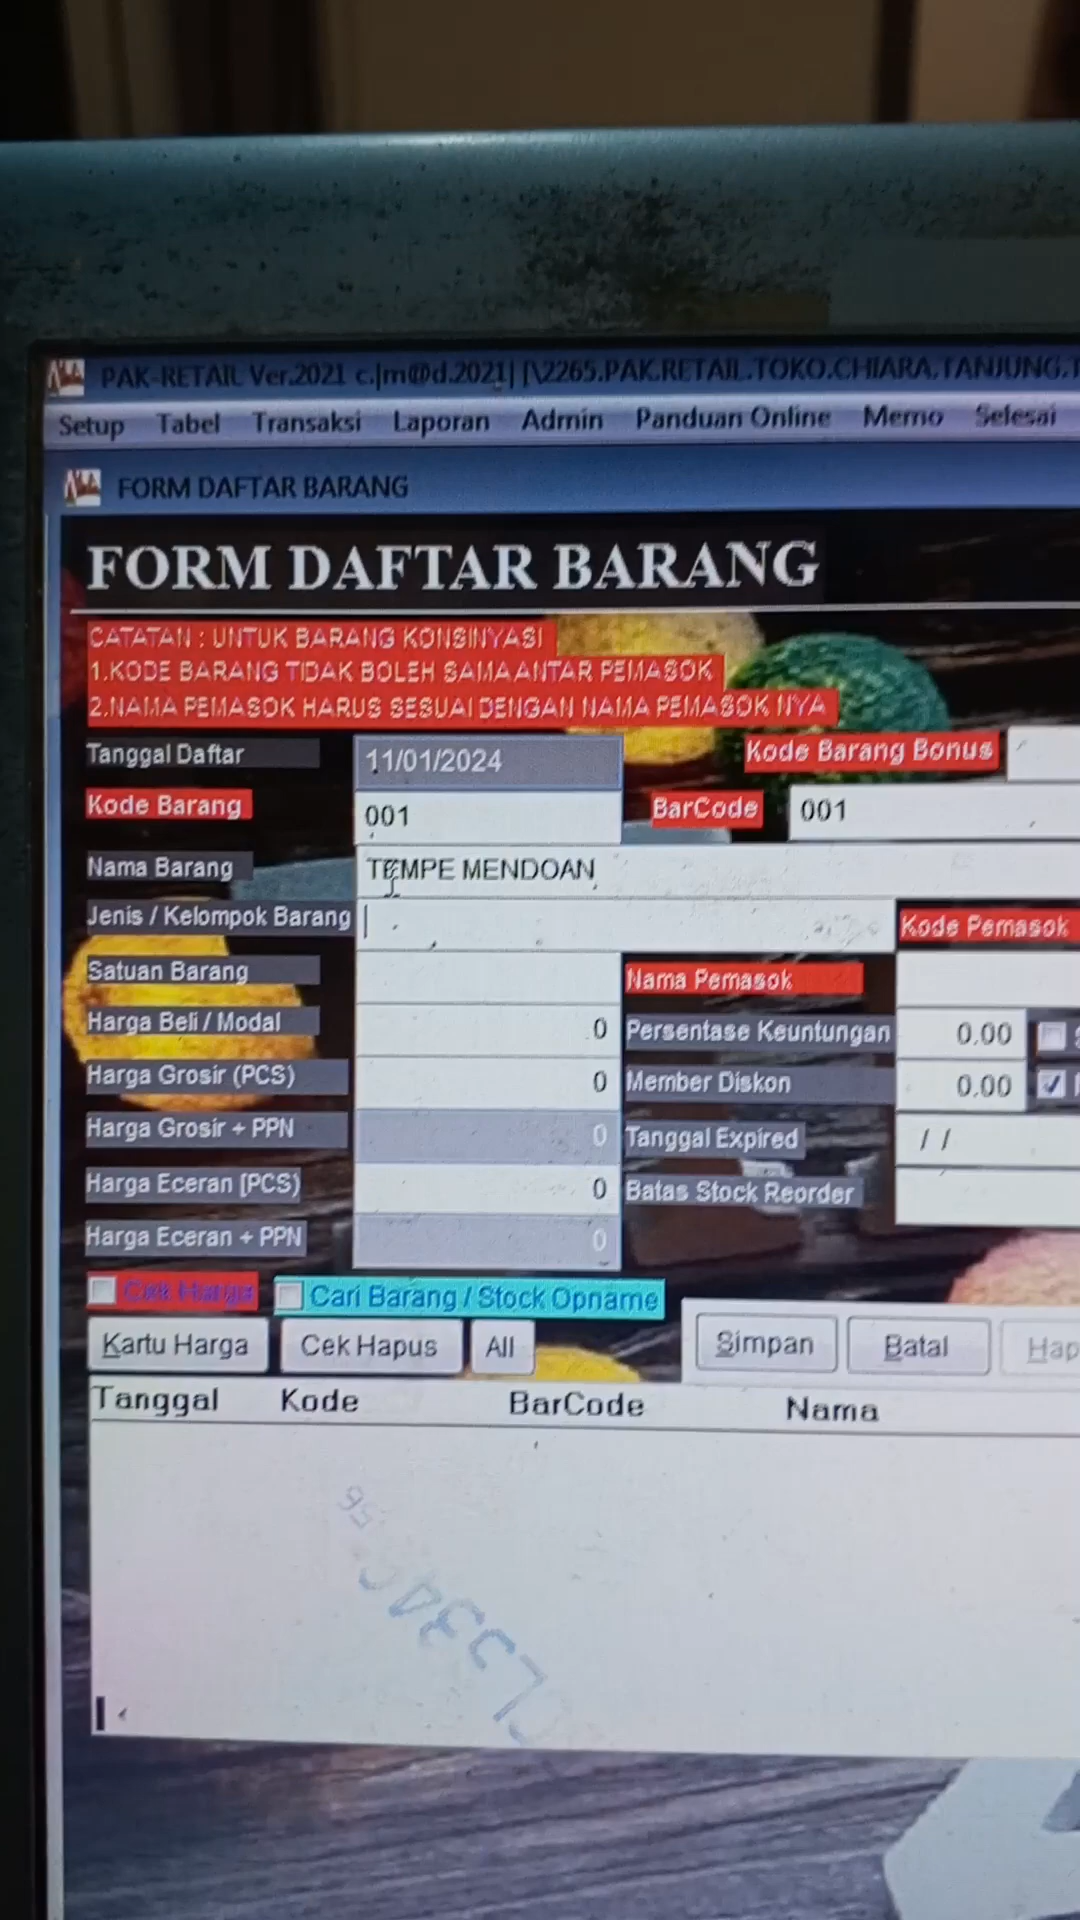 PAK-RETAIL Ver.2021 c.|m@d.2021| [\2265.PAK.RETAIL.TOKO.CHIARA.TANJUNG.T
Setup Tabel Transaksi Laporan Admin Panduan Online Memo Selesai
FORM DAFTAR BARANG
FORM DAFTAR BARANG
CATATAN : UNTUK BARANG KONSINYASI
1.KODE BARANG TIDAK BOLEH SAMA ANTAR PEMASOK
2.NAMA PEMASOK HARUS SESUAI DENGAN NAMA PEMASOK NYA
Tanggal Daftar 11/01/2024 Kode Barang Bonus
Kode Barang 001 BarCode 001
Nama Barang TEMPE MENDOAN
Jenis / Kelompok Barang Kode Pemasok
Satuan Barang Nama Pemasok
Harga Beli / Modal 0 Persentase Keuntungan 0.00
Harga Grosir (PCS) 0 Member Diskon 0.00
Harga Grosir + PPN 0 Tanggal Expired / /
Harga Eceran [PCS) 0 Batas Stock Reorder
Harga Eceran + PPN 0
Cek Harga Cari Barang / Stock Opname
Kartu Harga Cek Hapus All Simpan Batal Hap
Tanggal Kode BarCode Nama